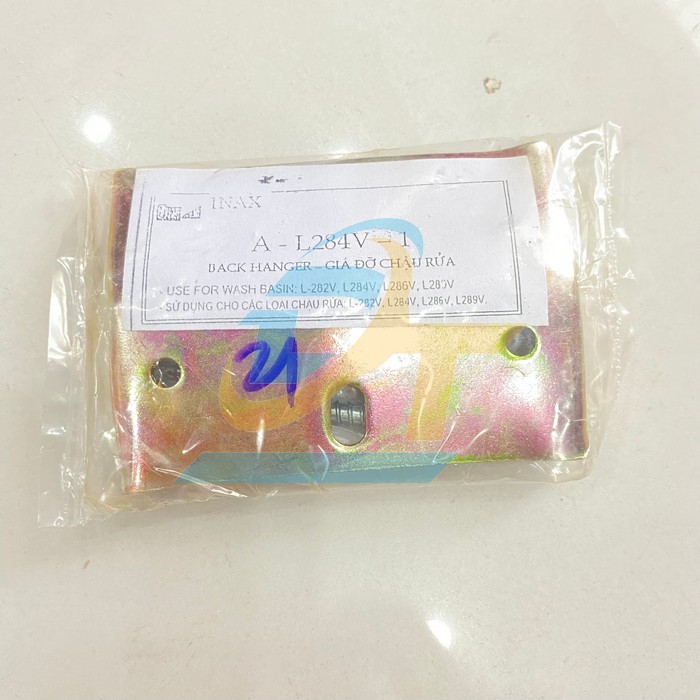 INAX
A - L284V - 1
BACK HANGER - GIÁ ĐỠ CHẬU RỬA
- USE FOR WASH BASIN: L-282V, L284V, L286V, L289V
- SỬ DỤNG CHO CÁC LOẠI CHẬU RỬA: L-282V, L284V, L286V, L289V.
21